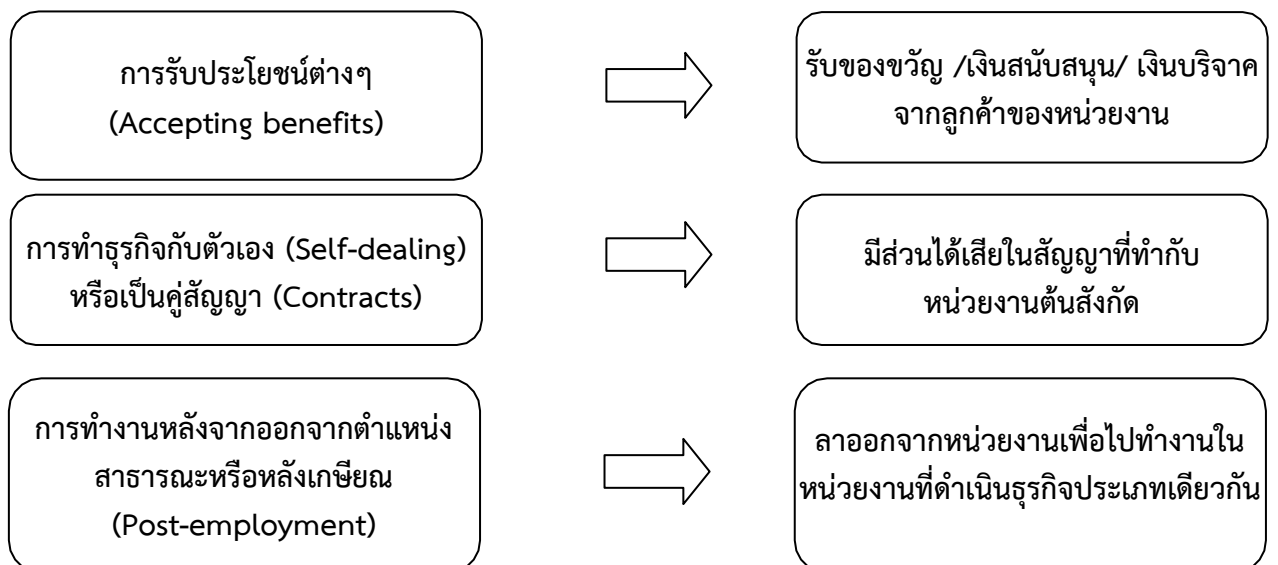 การรับประโยชน์ต่างๆ
(Accepting benefits)
รับของขวัญ /เงินสนับสนุน/ เงินบริจาค
จากลูกค้าของหน่วยงาน
การทำธุรกิจกับตัวเอง (Self-dealing)
หรือเป็นคู่สัญญา (Contracts)
มีส่วนได้เสียในสัญญาที่ทำกับ
หน่วยงานต้นสังกัด
การทำงานหลังจากออกจากตำแหน่ง
สาธารณะหรือหลังเกษียณ
(Post-employment)
ลาออกจากหน่วยงานเพื่อไปทำงานใน
หน่วยงานที่ดำเนินธุรกิจประเภทเดียวกัน